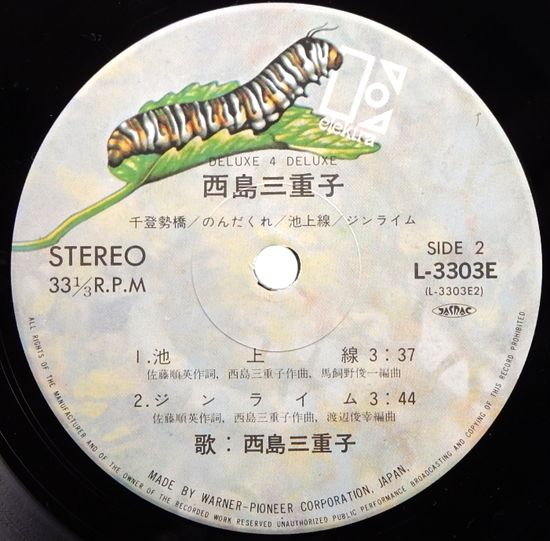 elektra
DELUXE 4 DELUXE
西島三重子
千登勢橋／のんだくれ／池上線／ジンライム
STEREO
33⅓R.P.M
SIDE 2
L-3303E
(L-3303E2)
JASRAC
1.池上線 3:37
佐藤順英作詞, 西島三重子作曲, 馬飼野俊一編曲
2.ジンライム 3:44
佐藤順英作詞, 西島三重子作曲, 渡辺俊幸編曲
歌：西島三重子
MADE BY WARNER-PIONEER CORPORATION, JAPAN.
ALL RIGHTS OF THE MANUFACTURER AND OF THE OWNER OF THE RECORDED WORK RESERVED UNAUTHORIZED PUBLIC PERFORMANCE BROADCASTING AND COPYING OF THIS RECORD PROHIBITED.